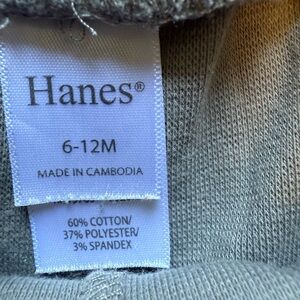 Hanes®
6-12M
MADE IN CAMBODIA
60% COTTON/
37% POLYESTER/
3% SPANDEX